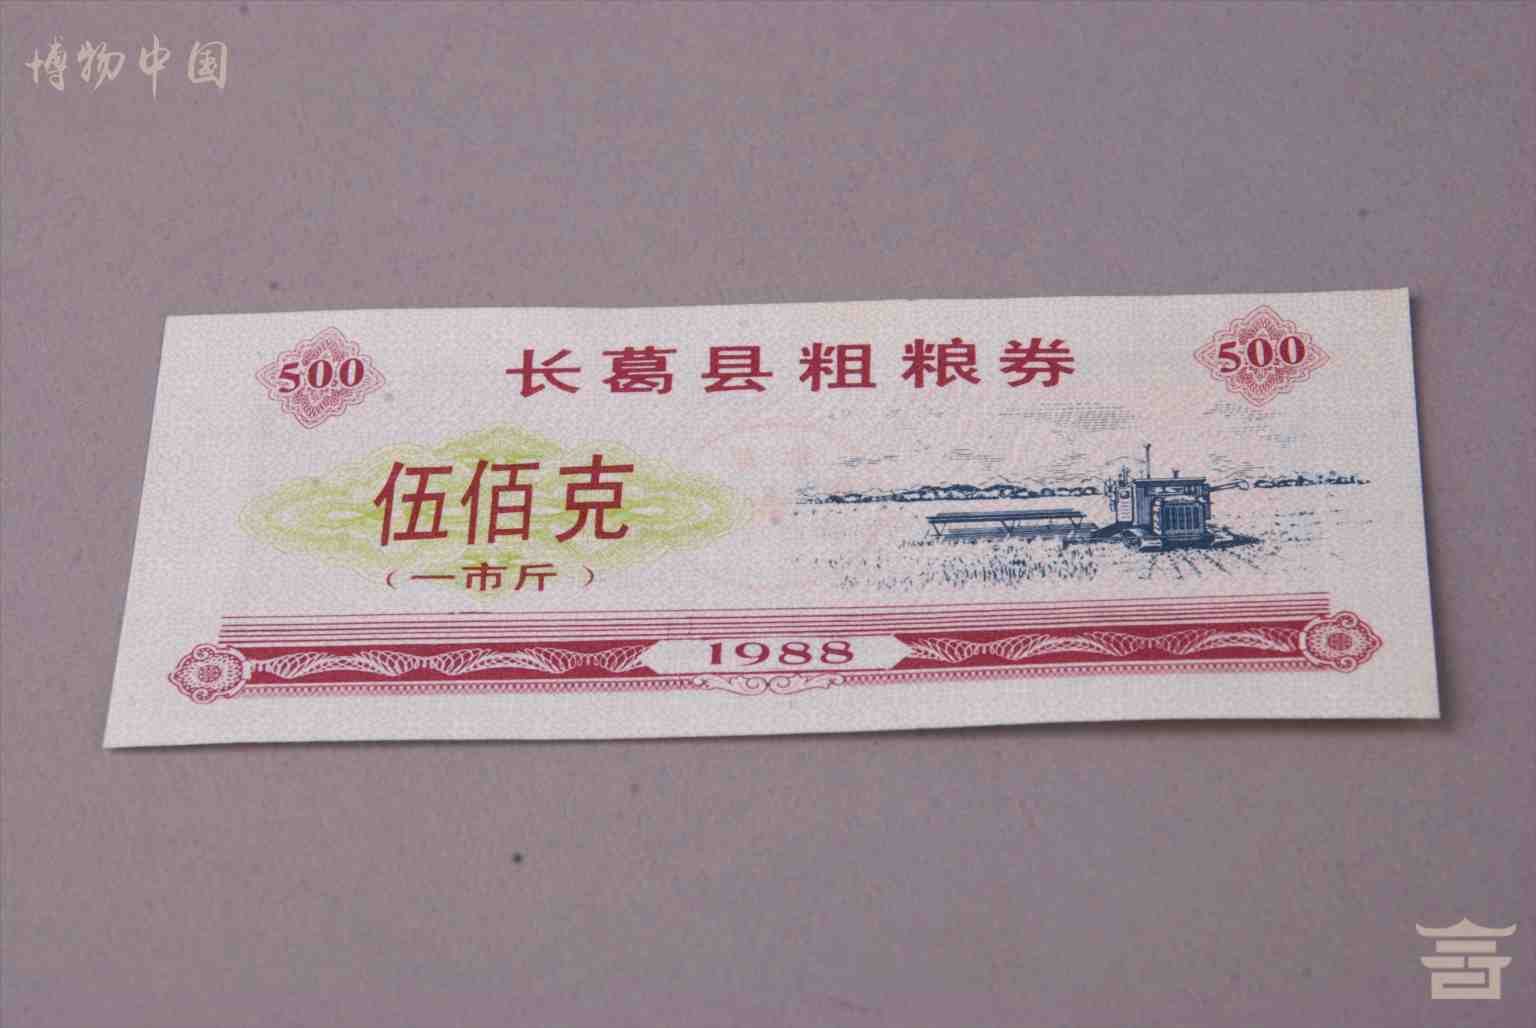 博物中国
500 长葛县粗粮券 500
伍佰克
（一市斤）
1988